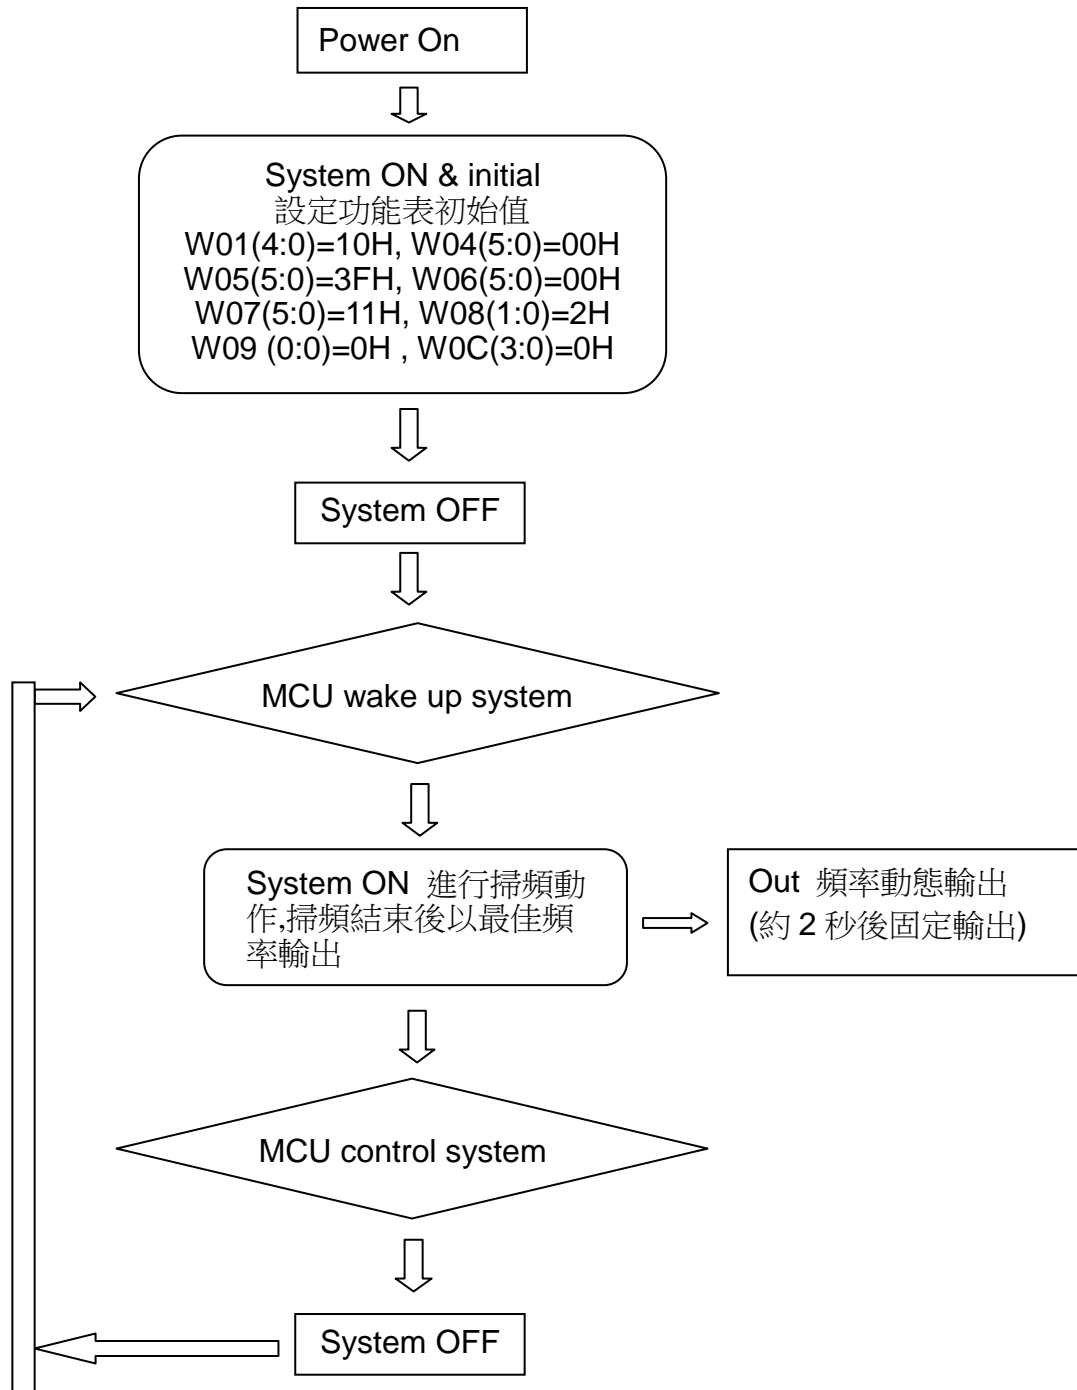 Power On
System ON & initial
設定功能表初始值
W01(4:0)=10H, W04(5:0)=00H
W05(5:0)=3FH, W06(5:0)=00H
W07(5:0)=11H, W08(1:0)=2H
W09 (0:0)=0H , W0C(3:0)=0H
System OFF
MCU wake up system
System ON 進行掃頻動
作,掃頻結束後以最佳頻
率輸出
Out 頻率動態輸出
(約 2 秒後固定輸出)
MCU control system
System OFF